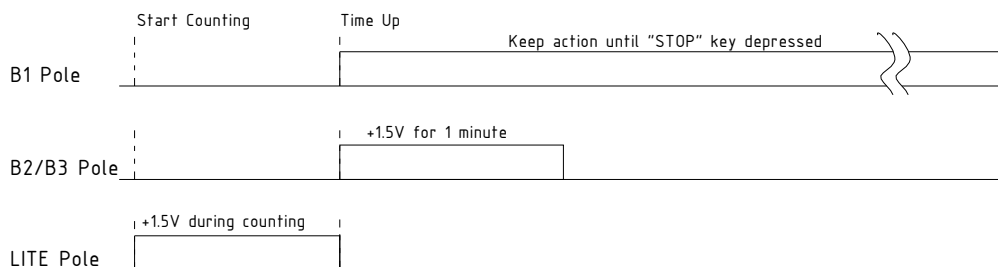 Start Counting Time Up
Keep action until "STOP" key depressed
B1 Pole
+1.5V for 1 minute
B2/B3 Pole
+1.5V during counting
LITE Pole